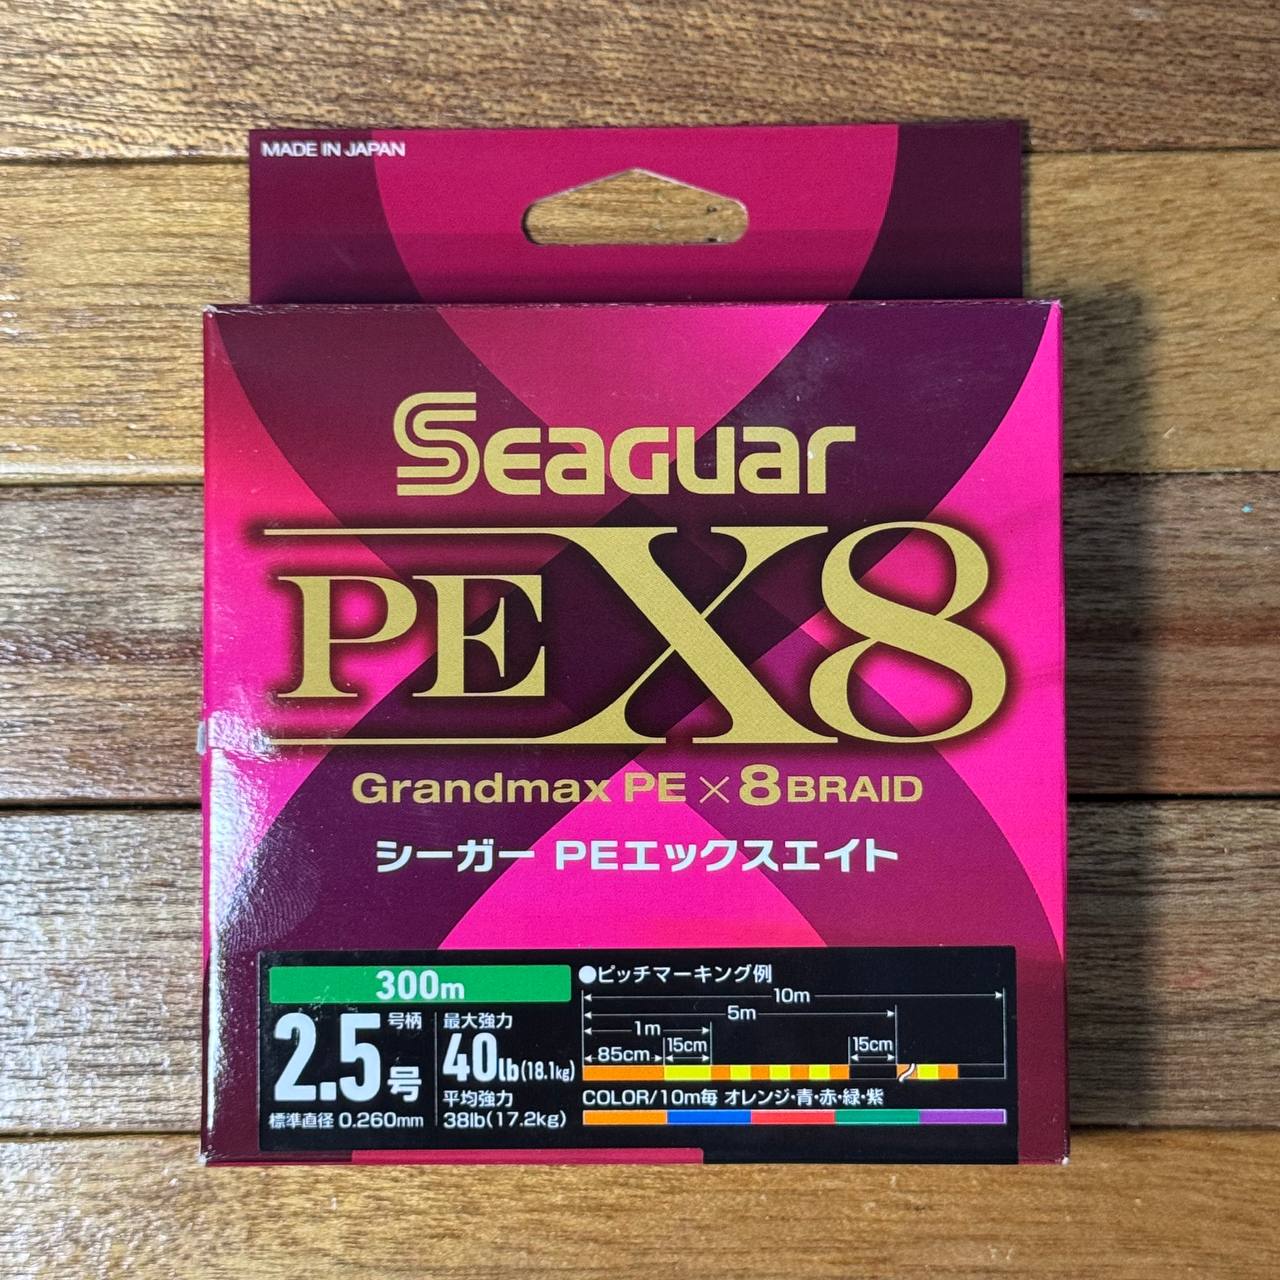 MADE IN JAPAN
Seaguar
PE X8
Grandmax PE × 8 BRAID
シーガー PEエックスエイト
300m
2.5号
号柄
標準直径 0.260mm
最大強力
40lb(18.1kg)
平均強力
38lb(17.2kg)
●ピッチマーキング例
10m
5m
1m
85cm
15cm
15cm
COLOR/10m毎 オレンジ・青・赤・緑・紫